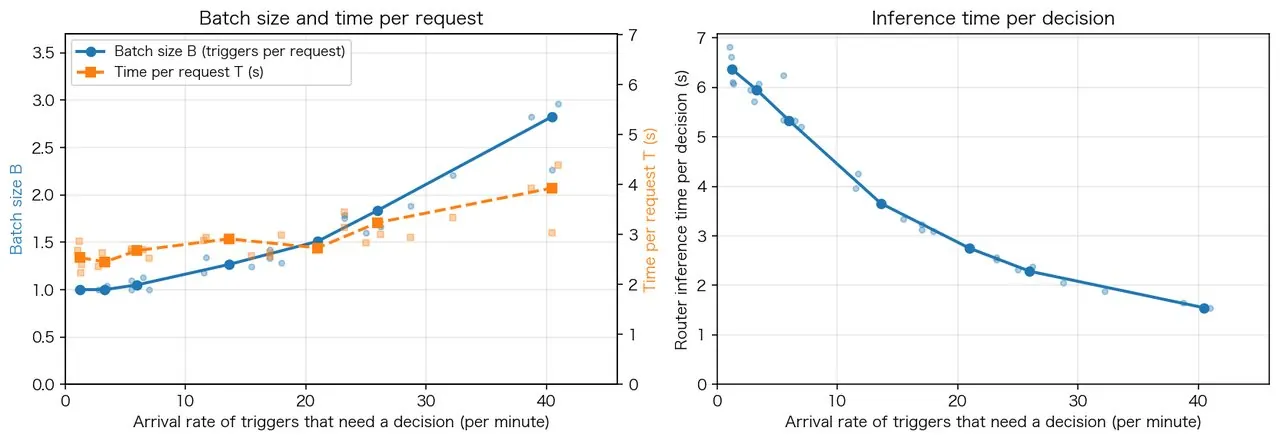 Batch size and time per request
Batch size B (triggers per request)
Time per request T (s)
Batch size B
3.5
3.0
2.5
2.0
1.5
1.0
0.5
0.0
7
6
5
4
3
2
1
0
Time per request T (s)
0 10 20 30 40
Arrival rate of triggers that need a decision (per minute)
Inference time per decision
Router inference time per decision (s)
7
6
5
4
3
2
1
0
0 10 20 30 40
Arrival rate of triggers that need a decision (per minute)